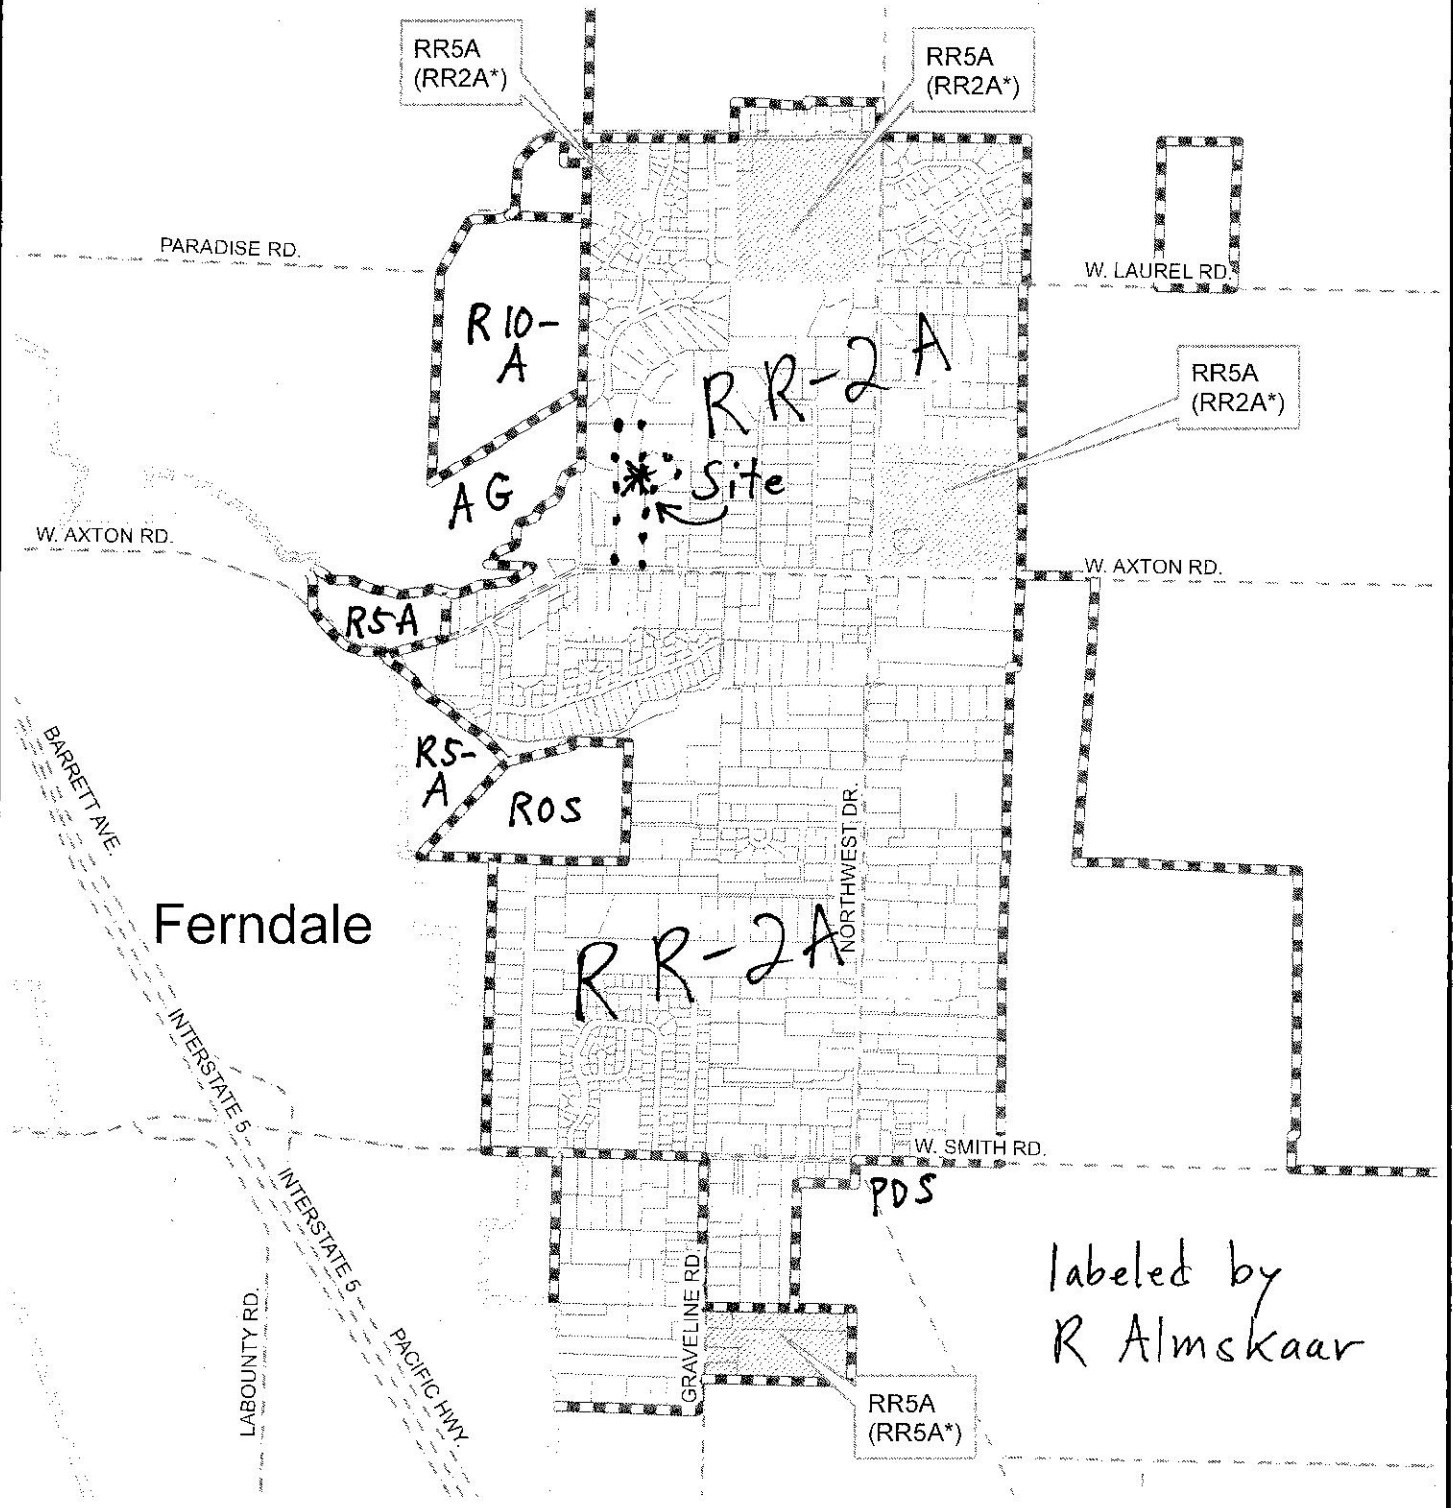 RR5A
(RR2A*)
RR5A
(RR2A*)
PARADISE RD.
W. LAUREL RD.
R10-
A
RR-2A
RR5A
(RR2A*)
AG
Site
W. AXTON RD.
W. AXTON RD.
R5A
BARRETT AVE.
R5-
A
ROS
NORTHWEST DR.
Ferndale
RR-2A
INTERSTATE 5
W. SMITH RD.
INTERSTATE 5
PDS
labeled by
R Almskaar
GRAVELINE RD.
LABOUNTY RD.
PACIFIC HWY.
RR5A
(RR5A*)